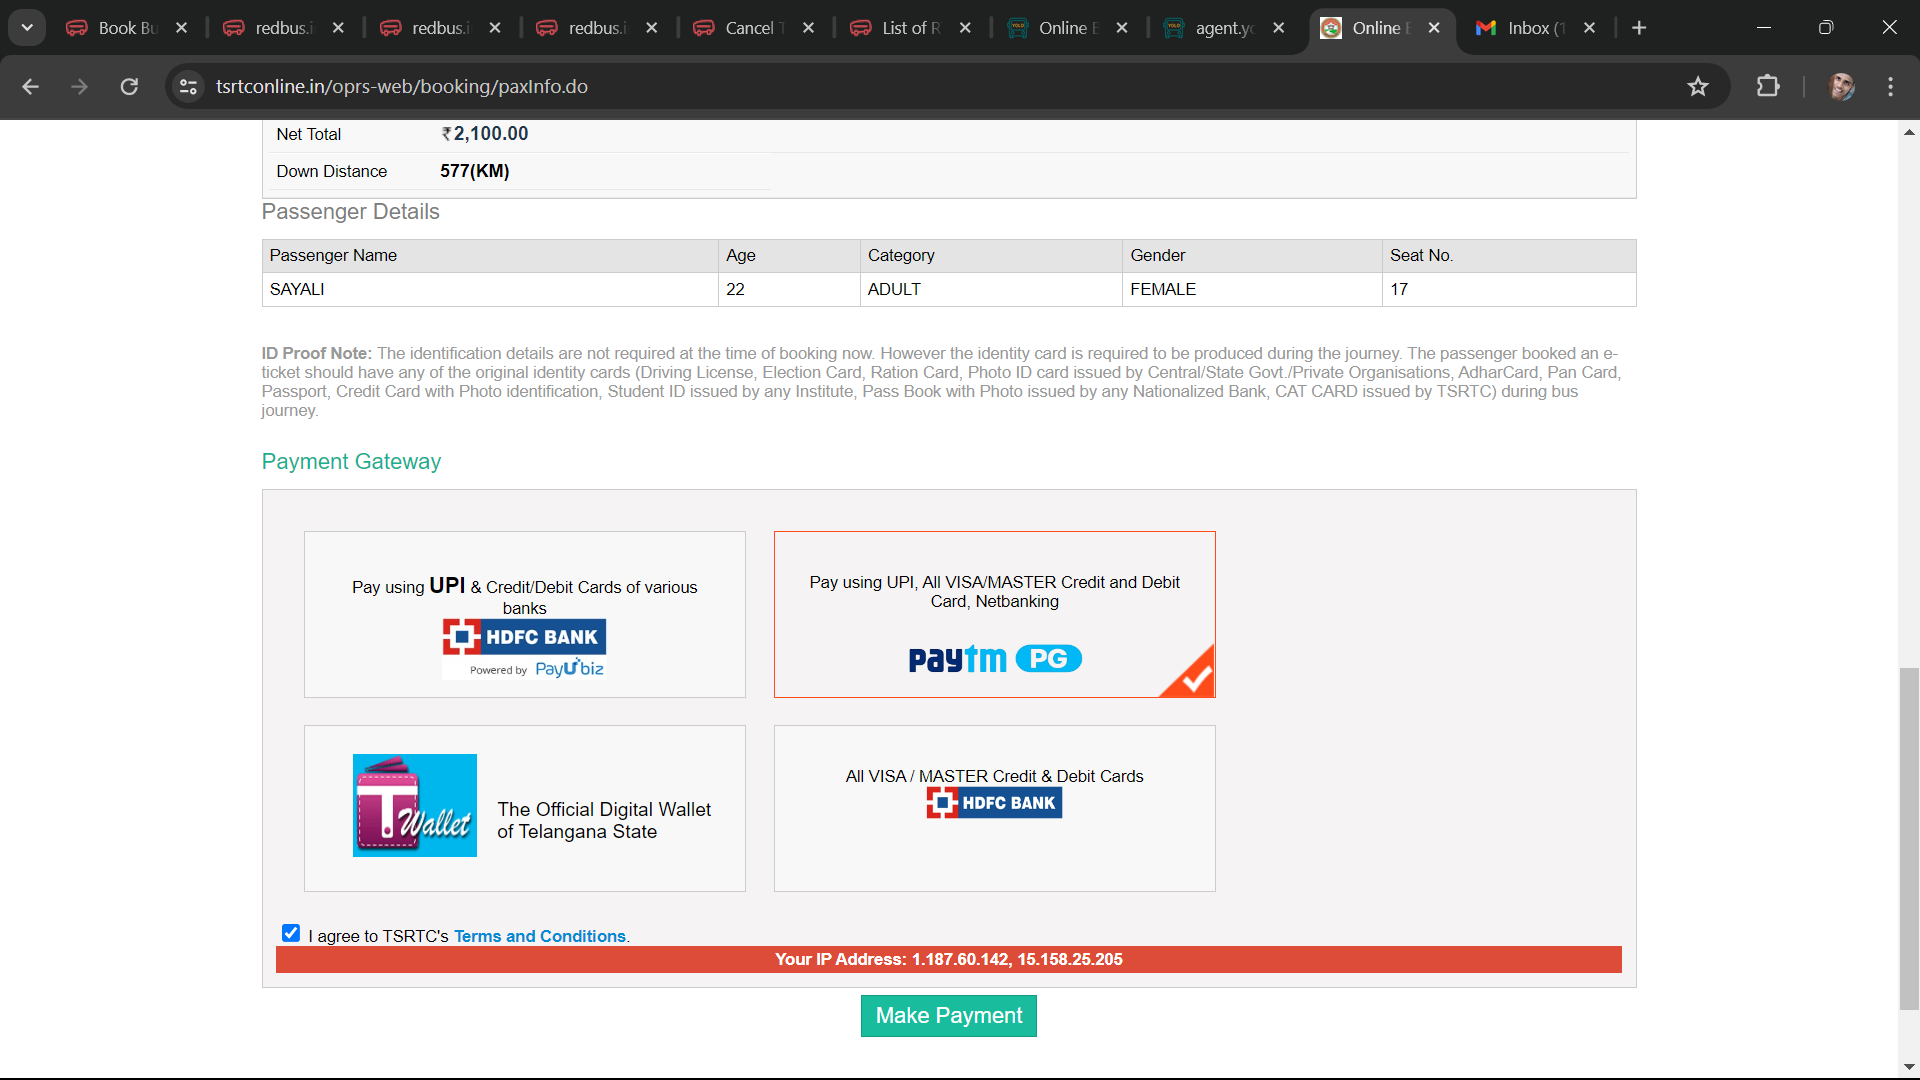 Book Bu
redbus.i
redbus.i
redbus.i
Cancel T
List of R
Online B
agent.yo
Online B
Inbox (1
tsrtconline.in/oprs-web/booking/paxInfo.do
Net Total ₹2,100.00
Down Distance 577(KM)
Passenger Details
Passenger Name Age Category Gender Seat No.
SAYALI 22 ADULT FEMALE 17
ID Proof Note: The identification details are not required at the time of booking now. However the identity card is required to be produced during the journey. The passenger booked an e-
ticket should have any of the original identity cards (Driving License, Election Card, Ration Card, Photo ID card issued by Central/State Govt./Private Organisations, AdharCard, Pan Card,
Passport, Credit Card with Photo identification, Student ID issued by any Institute, Pass Book with Photo issued by any Nationalized Bank, CAT CARD issued by TSRTC) during bus
journey.
Payment Gateway
Pay using UPI & Credit/Debit Cards of various
banks
HDFC BANK
Powered by PayUbiz
Pay using UPI, All VISA/MASTER Credit and Debit
Card, Netbanking
paytm PG
T Wallet
The Official Digital Wallet
of Telangana State
All VISA / MASTER Credit & Debit Cards
HDFC BANK
I agree to TSRTC's Terms and Conditions.
Your IP Address: 1.187.60.142, 15.158.25.205
Make Payment